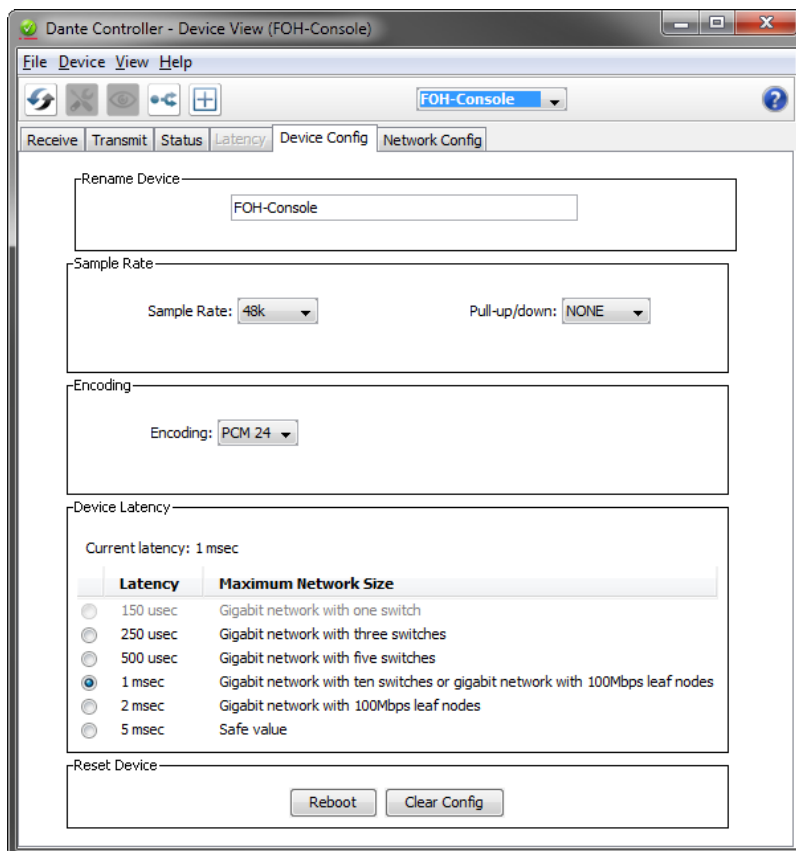 Dante Controller - Device View (FOH-Console)
File Device View Help
FOH-Console
?
Receive Transmit Status Latency Device Config Network Config
Rename Device
FOH-Console
Sample Rate
Sample Rate: 48k Pull-up/down: NONE
Encoding
Encoding: PCM 24
Device Latency
Current latency: 1 msec
Latency Maximum Network Size
150 usec Gigabit network with one switch
250 usec Gigabit network with three switches
500 usec Gigabit network with five switches
1 msec Gigabit network with ten switches or gigabit network with 100Mbps leaf nodes
2 msec Gigabit network with 100Mbps leaf nodes
5 msec Safe value
Reset Device
Reboot Clear Config